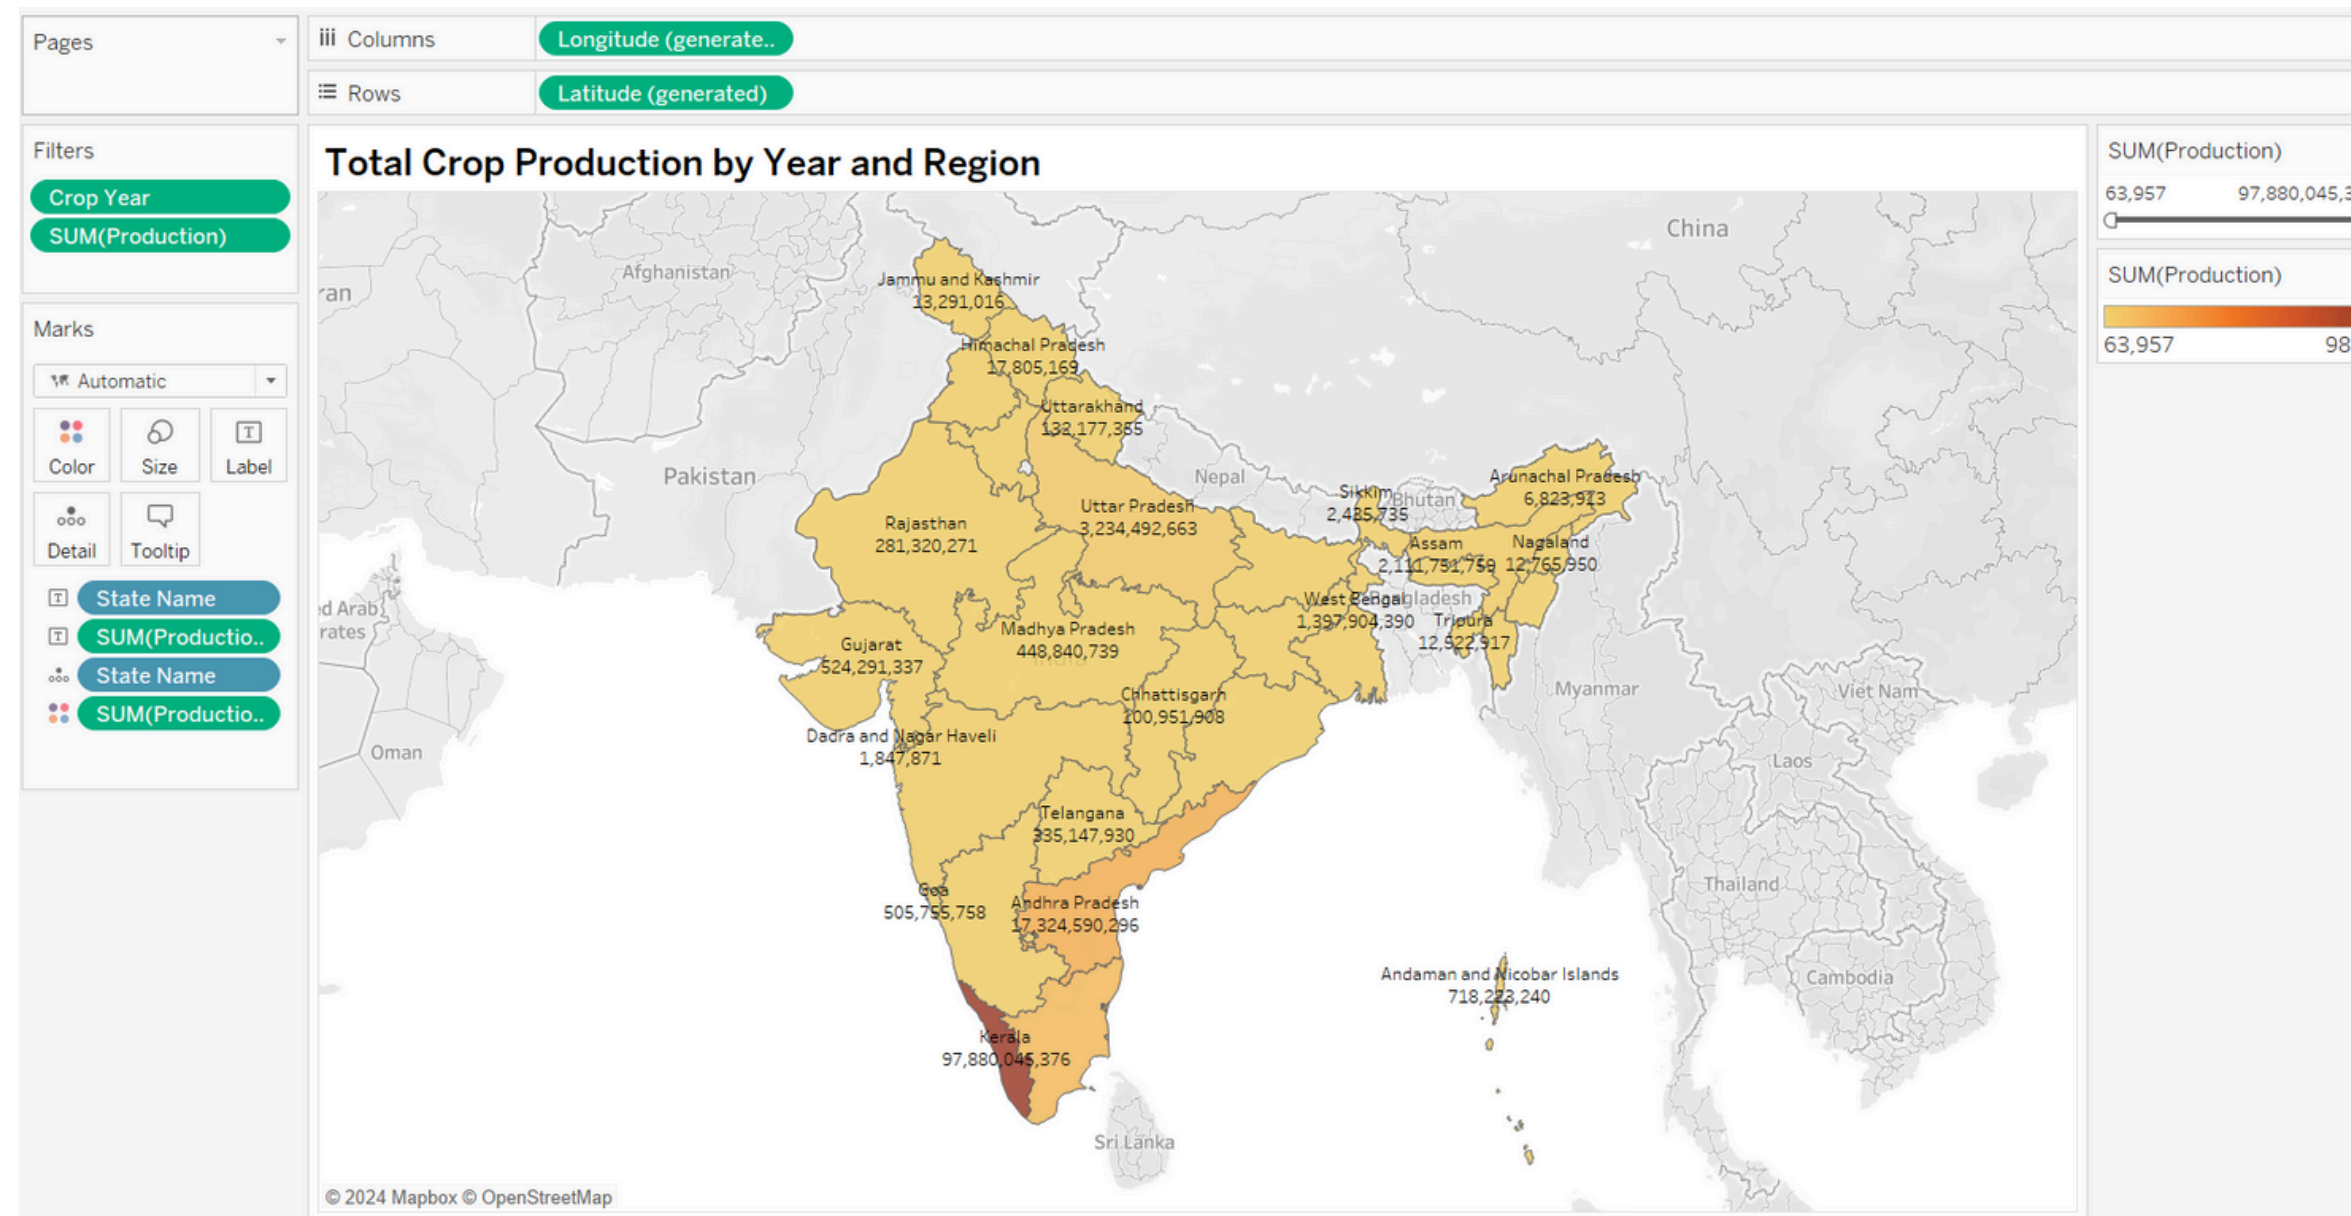 Pages
iii Columns
Longitude (generate..
Rows
Latitude (generated)
Filters
Crop Year
SUM(Production)
Marks
Automatic
Color
Size
Label
Detail
Tooltip
State Name
SUM(Productio..
State Name
SUM(Productio..
Total Crop Production by Year and Region
China
Afghanistan
ran
Jammu and Kashmir
13,291,016
Himachal Pradesh
17,805,169
Uttarakhand
132,177,355
Pakistan
Nepal
Bhutan
Sikkim
2,435,735
Arunachal Pradesh
6,823,913
Uttar Pradesh
3,234,492,663
Rajasthan
281,320,271
Assam
2,111,751,759
Nagaland
12,765,950
ed Arab
rates
West Bengal
1,397,904,390
Bangladesh
Tripura
12,522,917
Madhya Pradesh
448,840,739
India
Gujarat
524,291,337
Chhattisgarh
100,951,908
Myanmar
Viet Nam
Dadra and Nagar Haveli
1,847,871
Oman
Laos
Telangana
335,147,930
Thailand
Goa
505,755,758
Andhra Pradesh
17,324,590,296
Cambodia
Andaman and Nicobar Islands
718,223,240
Kerala
97,880,045,376
Sri Lanka
© 2024 Mapbox © OpenStreetMap
SUM(Production)
63,957
97,880,045,3
SUM(Production)
63,957
98